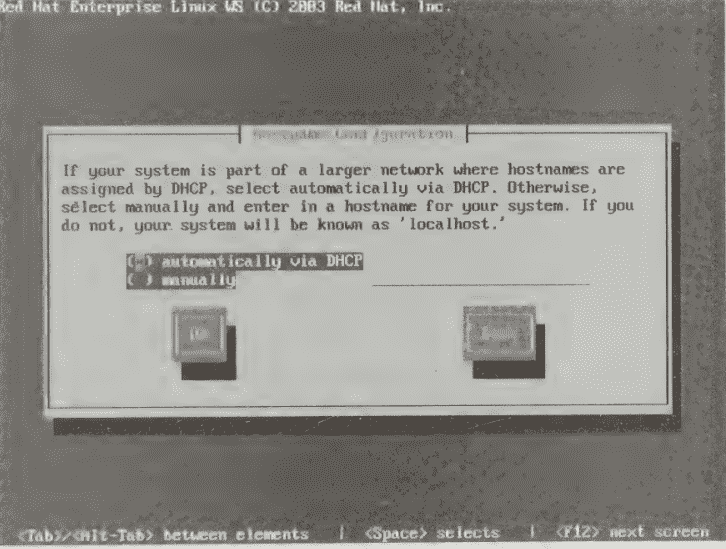 Red Hat Enterprise Linux WS (C) 2003 Red Hat, Inc.
Hostname Configuration
If your system is part of a larger network where hostnames are
assigned by DHCP, select automatically via DHCP. Otherwise,
select manually and enter in a hostname for your system. If you
do not, your system will be known as 'localhost.'
(*) automatically via DHCP
( ) manually
OK
<Tab>/<Alt-Tab> between elements | <Space> selects | <F12> next screen